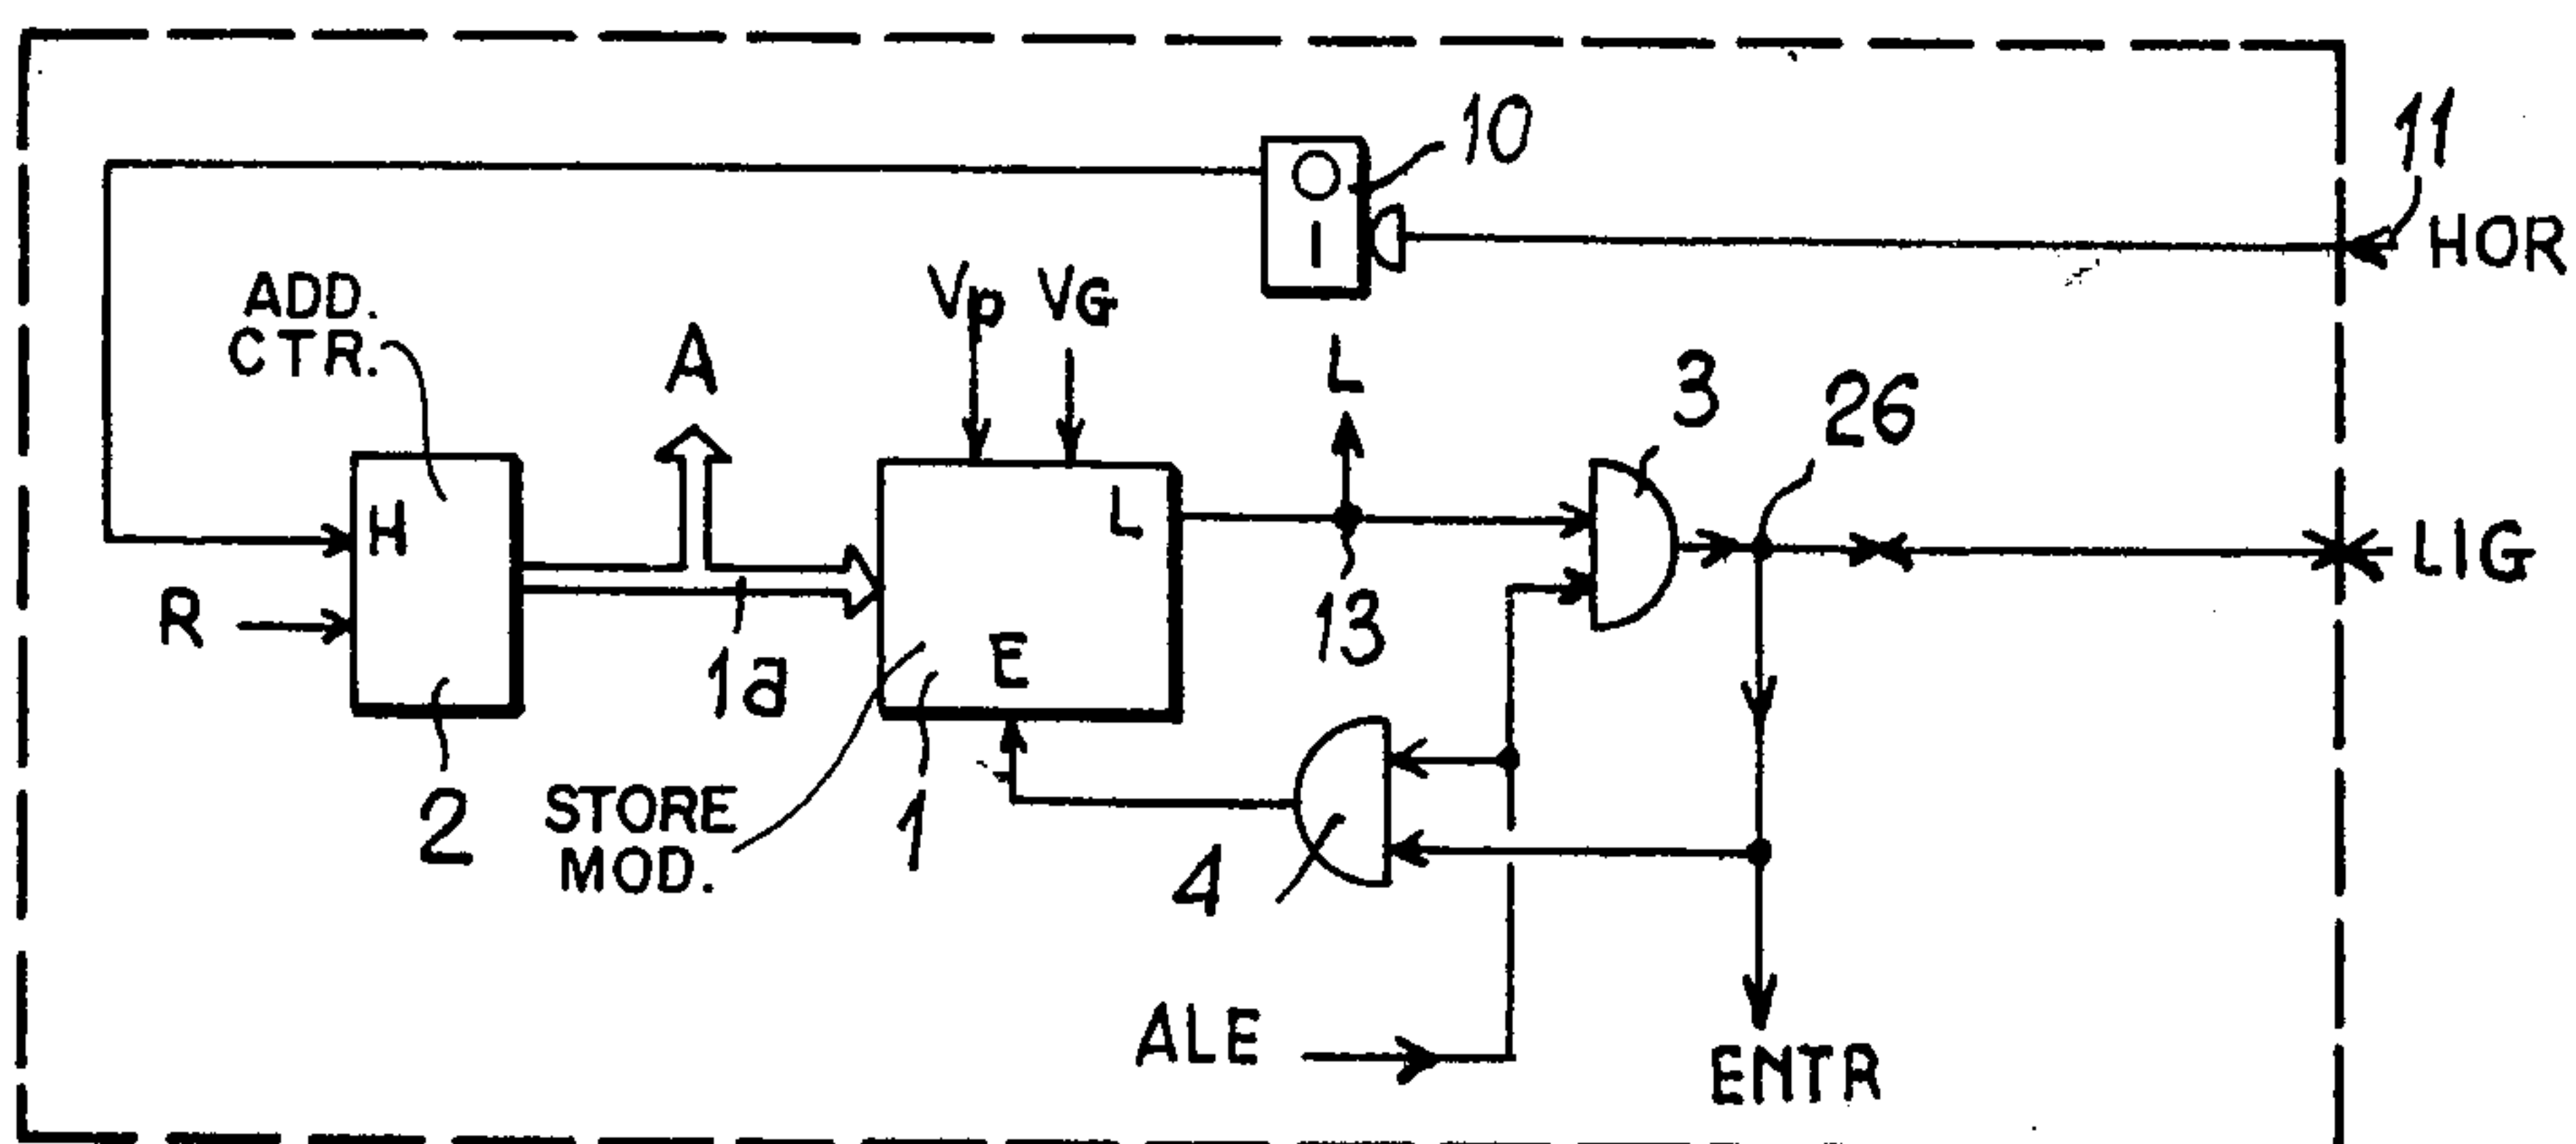 10
11
HOR
O
I
ADD.
CTR.
A
Vp VG
L
3
26
H
L
LIG
R
1a
E
13
2
STORE
MOD.
1
4
ALE
ENTR